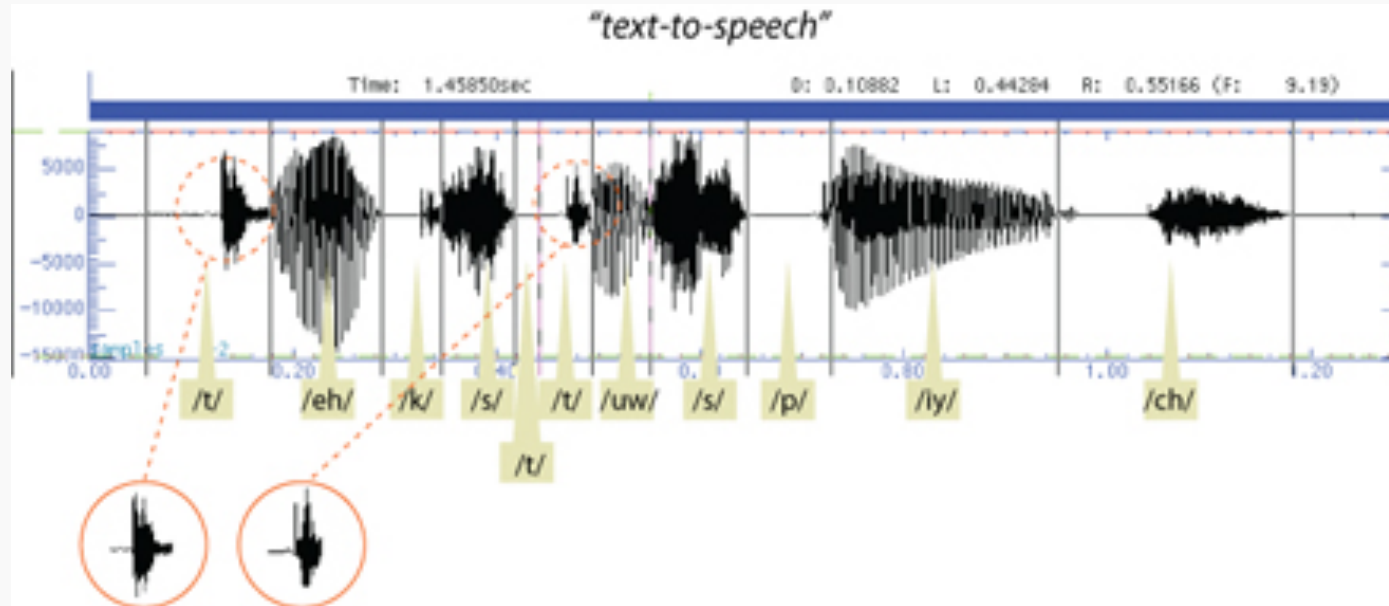 “text-to-speech”
Time: 1.45850sec D: 0.10882 L: 0.44284 R: 0.55166 (F: 9.19)
5000
0
-5000
-10000
-15000
0.00 0.20 0.80 1.00
/t/ /eh/ /k/ /s/ /t/ /uw/ /s/ /p/ /iy/ /ch/
/t/